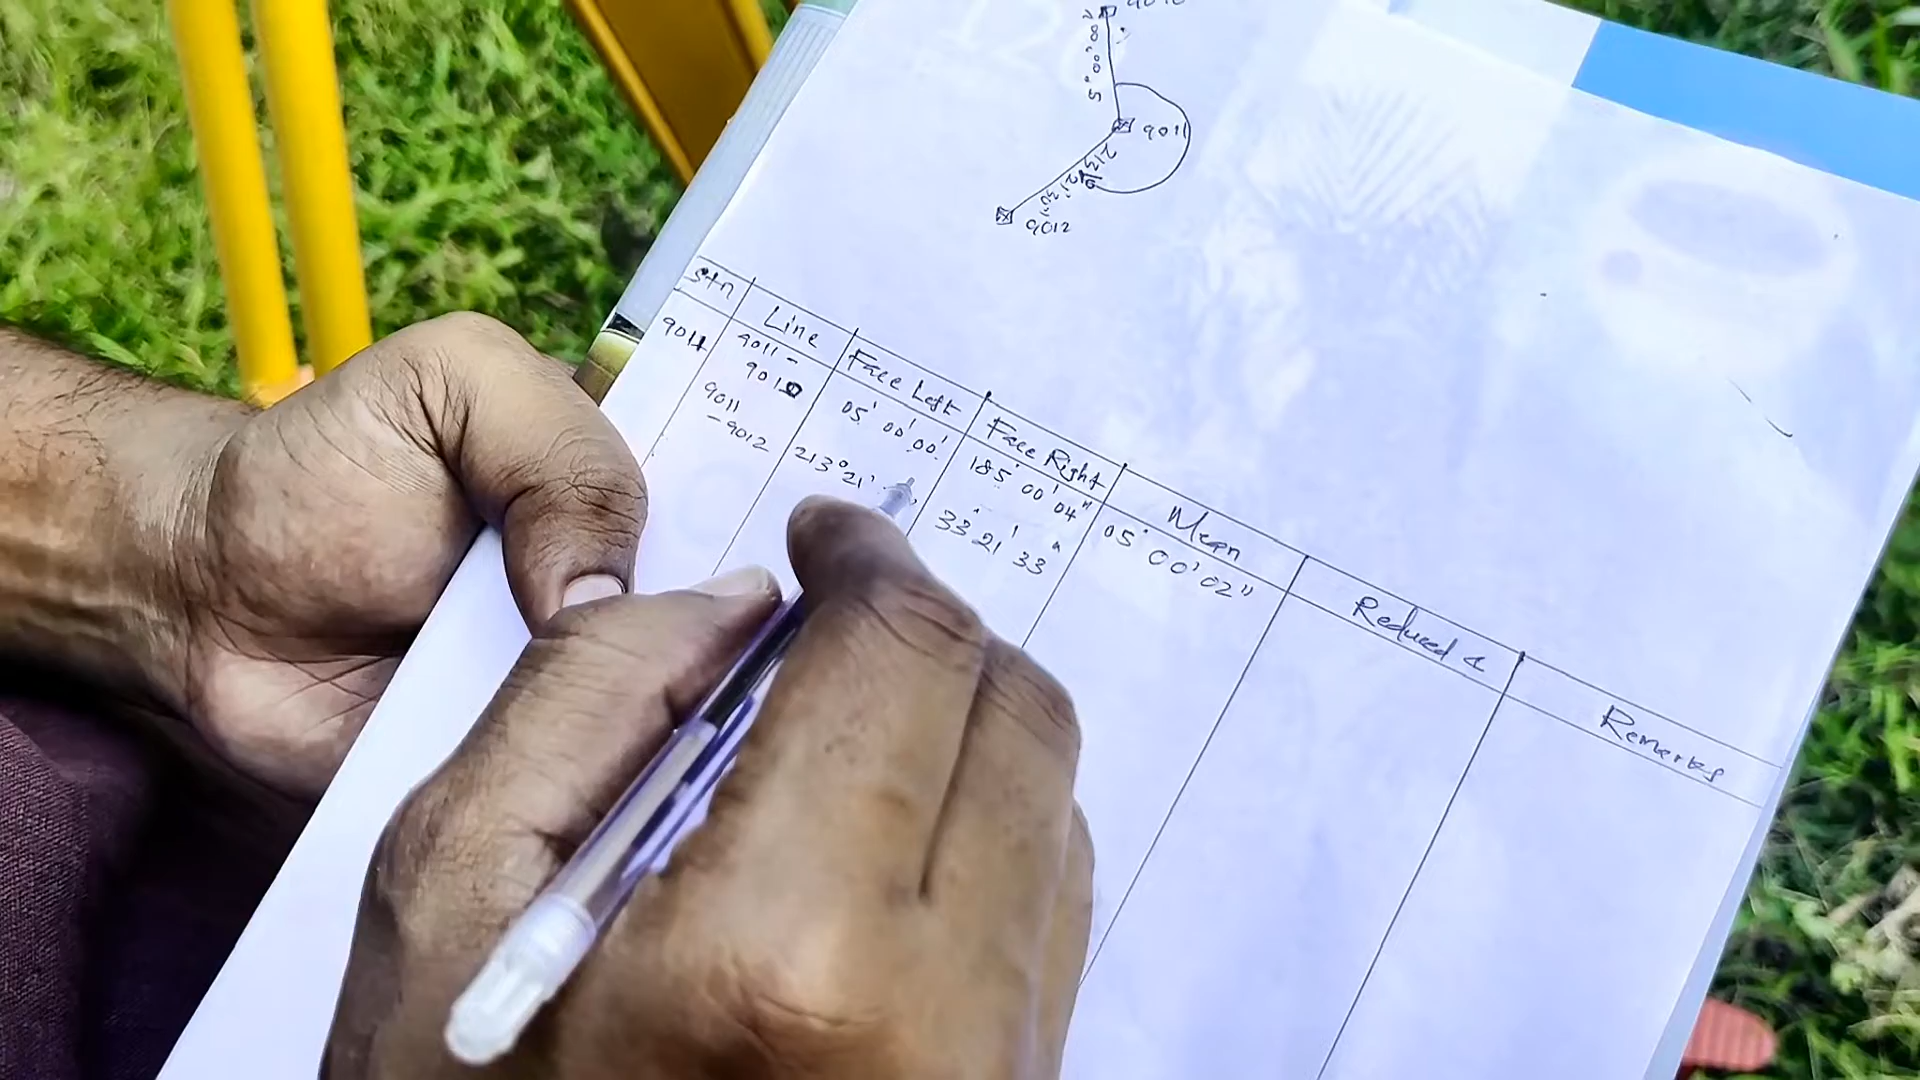 5° 00' 00"
9011
213° 21' 30"
9012
Stn
Line
Face Left
Face Right
Mean
Reduced ∠
Remarks
9011
9011 -
9010
05° 00' 00"
185° 00' 04"
05° 00' 02"
9011
- 9012
213° 21'
33° 21' 33"